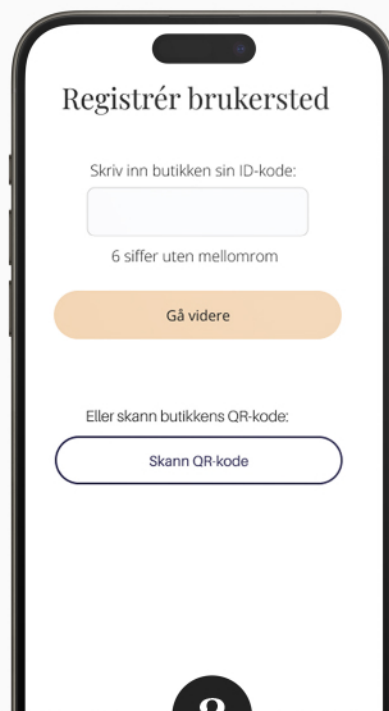 Registrér brukersted
Skriv inn butikken sin ID-kode:
6 siffer uten mellomrom
Gå videre
Eller skann butikkens QR-kode:
Skann QR-kode